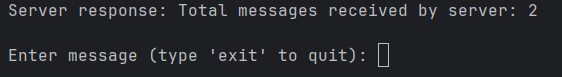 Server response: Total messages received by server: 2
Enter message (type 'exit' to quit):